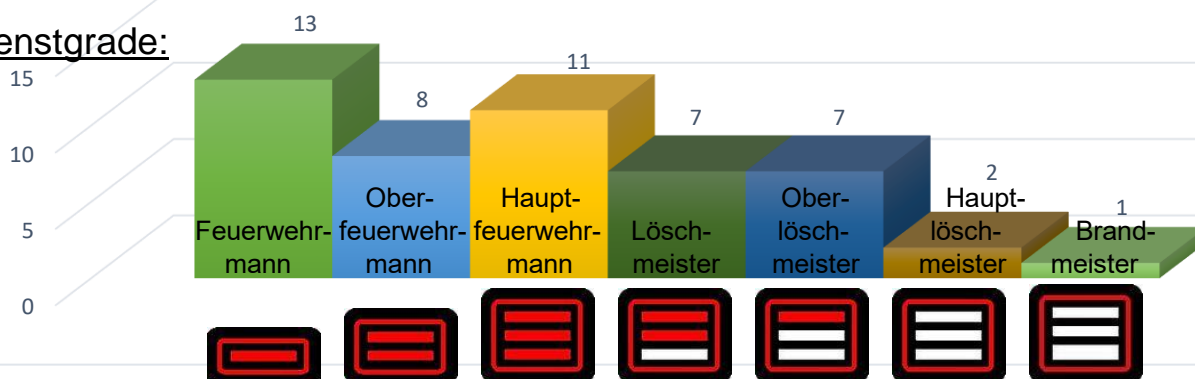 enstgrade:
15
10
5
0
13
8
11
7
7
2
1
Feuerwehr-
mann
Ober-
feuerwehr-
mann
Haupt-
feuerwehr-
mann
Lösch-
meister
Ober-
lösch-
meister
Haupt-
lösch-
meister
Brand-
meister